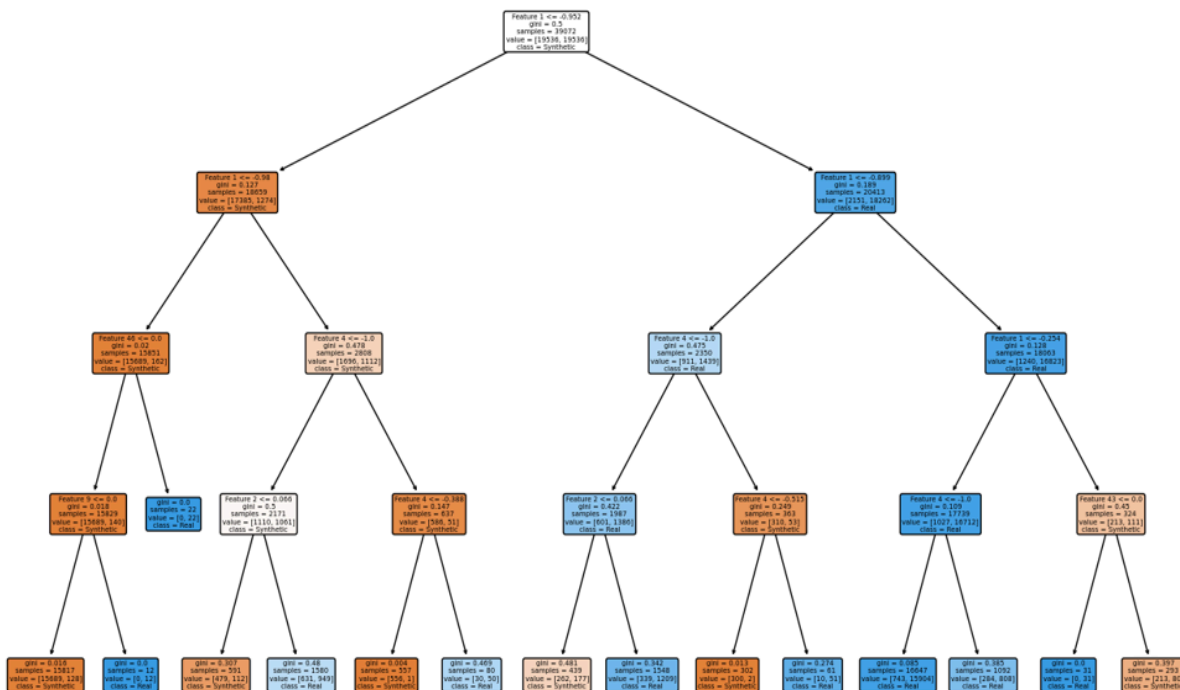 Feature 1 <= -0.952
gini = 0.5
samples = 39072
value = [19536, 19536]
class = Synthetic
Feature 1 <= -0.98
gini = 0.127
samples = 18659
value = [17385, 1274]
class = Synthetic
Feature 1 <= -0.899
gini = 0.189
samples = 20413
value = [2151, 18262]
class = Real
Feature 46 <= 0.0
gini = 0.02
samples = 15851
value = [15689, 162]
class = Synthetic
Feature 4 <= -1.0
gini = 0.478
samples = 2808
value = [1696, 1112]
class = Synthetic
Feature 4 <= -1.0
gini = 0.475
samples = 2350
value = [911, 1439]
class = Real
Feature 1 <= -0.254
gini = 0.128
samples = 18063
value = [1240, 16823]
class = Real
Feature 9 <= 0.0
gini = 0.018
samples = 15829
value = [15689, 140]
class = Synthetic
gini = 0.0
samples = 22
value = [0, 22]
class = Real
Feature 2 <= 0.066
gini = 0.5
samples = 2171
value = [1110, 1061]
class = Synthetic
Feature 4 <= -0.388
gini = 0.147
samples = 637
value = [586, 51]
class = Synthetic
Feature 2 <= 0.066
gini = 0.422
samples = 1987
value = [601, 1386]
class = Real
Feature 4 <= -0.515
gini = 0.249
samples = 363
value = [310, 53]
class = Synthetic
Feature 4 <= -1.0
gini = 0.109
samples = 17739
value = [1027, 16712]
class = Real
Feature 43 <= 0.0
gini = 0.45
samples = 324
value = [213, 111]
class = Synthetic
gini = 0.016
samples = 15817
value = [15689, 128]
class = Synthetic
gini = 0.0
samples = 12
value = [0, 12]
class = Real
gini = 0.307
samples = 591
value = [479, 112]
class = Synthetic
gini = 0.48
samples = 1580
value = [631, 949]
class = Real
gini = 0.004
samples = 557
value = [556, 1]
class = Synthetic
gini = 0.469
samples = 80
value = [30, 50]
class = Real
gini = 0.481
samples = 439
value = [262, 177]
class = Synthetic
gini = 0.342
samples = 1548
value = [339, 1209]
class = Real
gini = 0.013
samples = 302
value = [300, 2]
class = Synthetic
gini = 0.274
samples = 61
value = [10, 51]
class = Real
gini = 0.085
samples = 16647
value = [743, 15904]
class = Real
gini = 0.385
samples = 1092
value = [284, 808]
class = Real
gini = 0.0
samples = 31
value = [0, 31]
class = Real
gini = 0.397
samples = 293
value = [213, 80
class = Synthetic